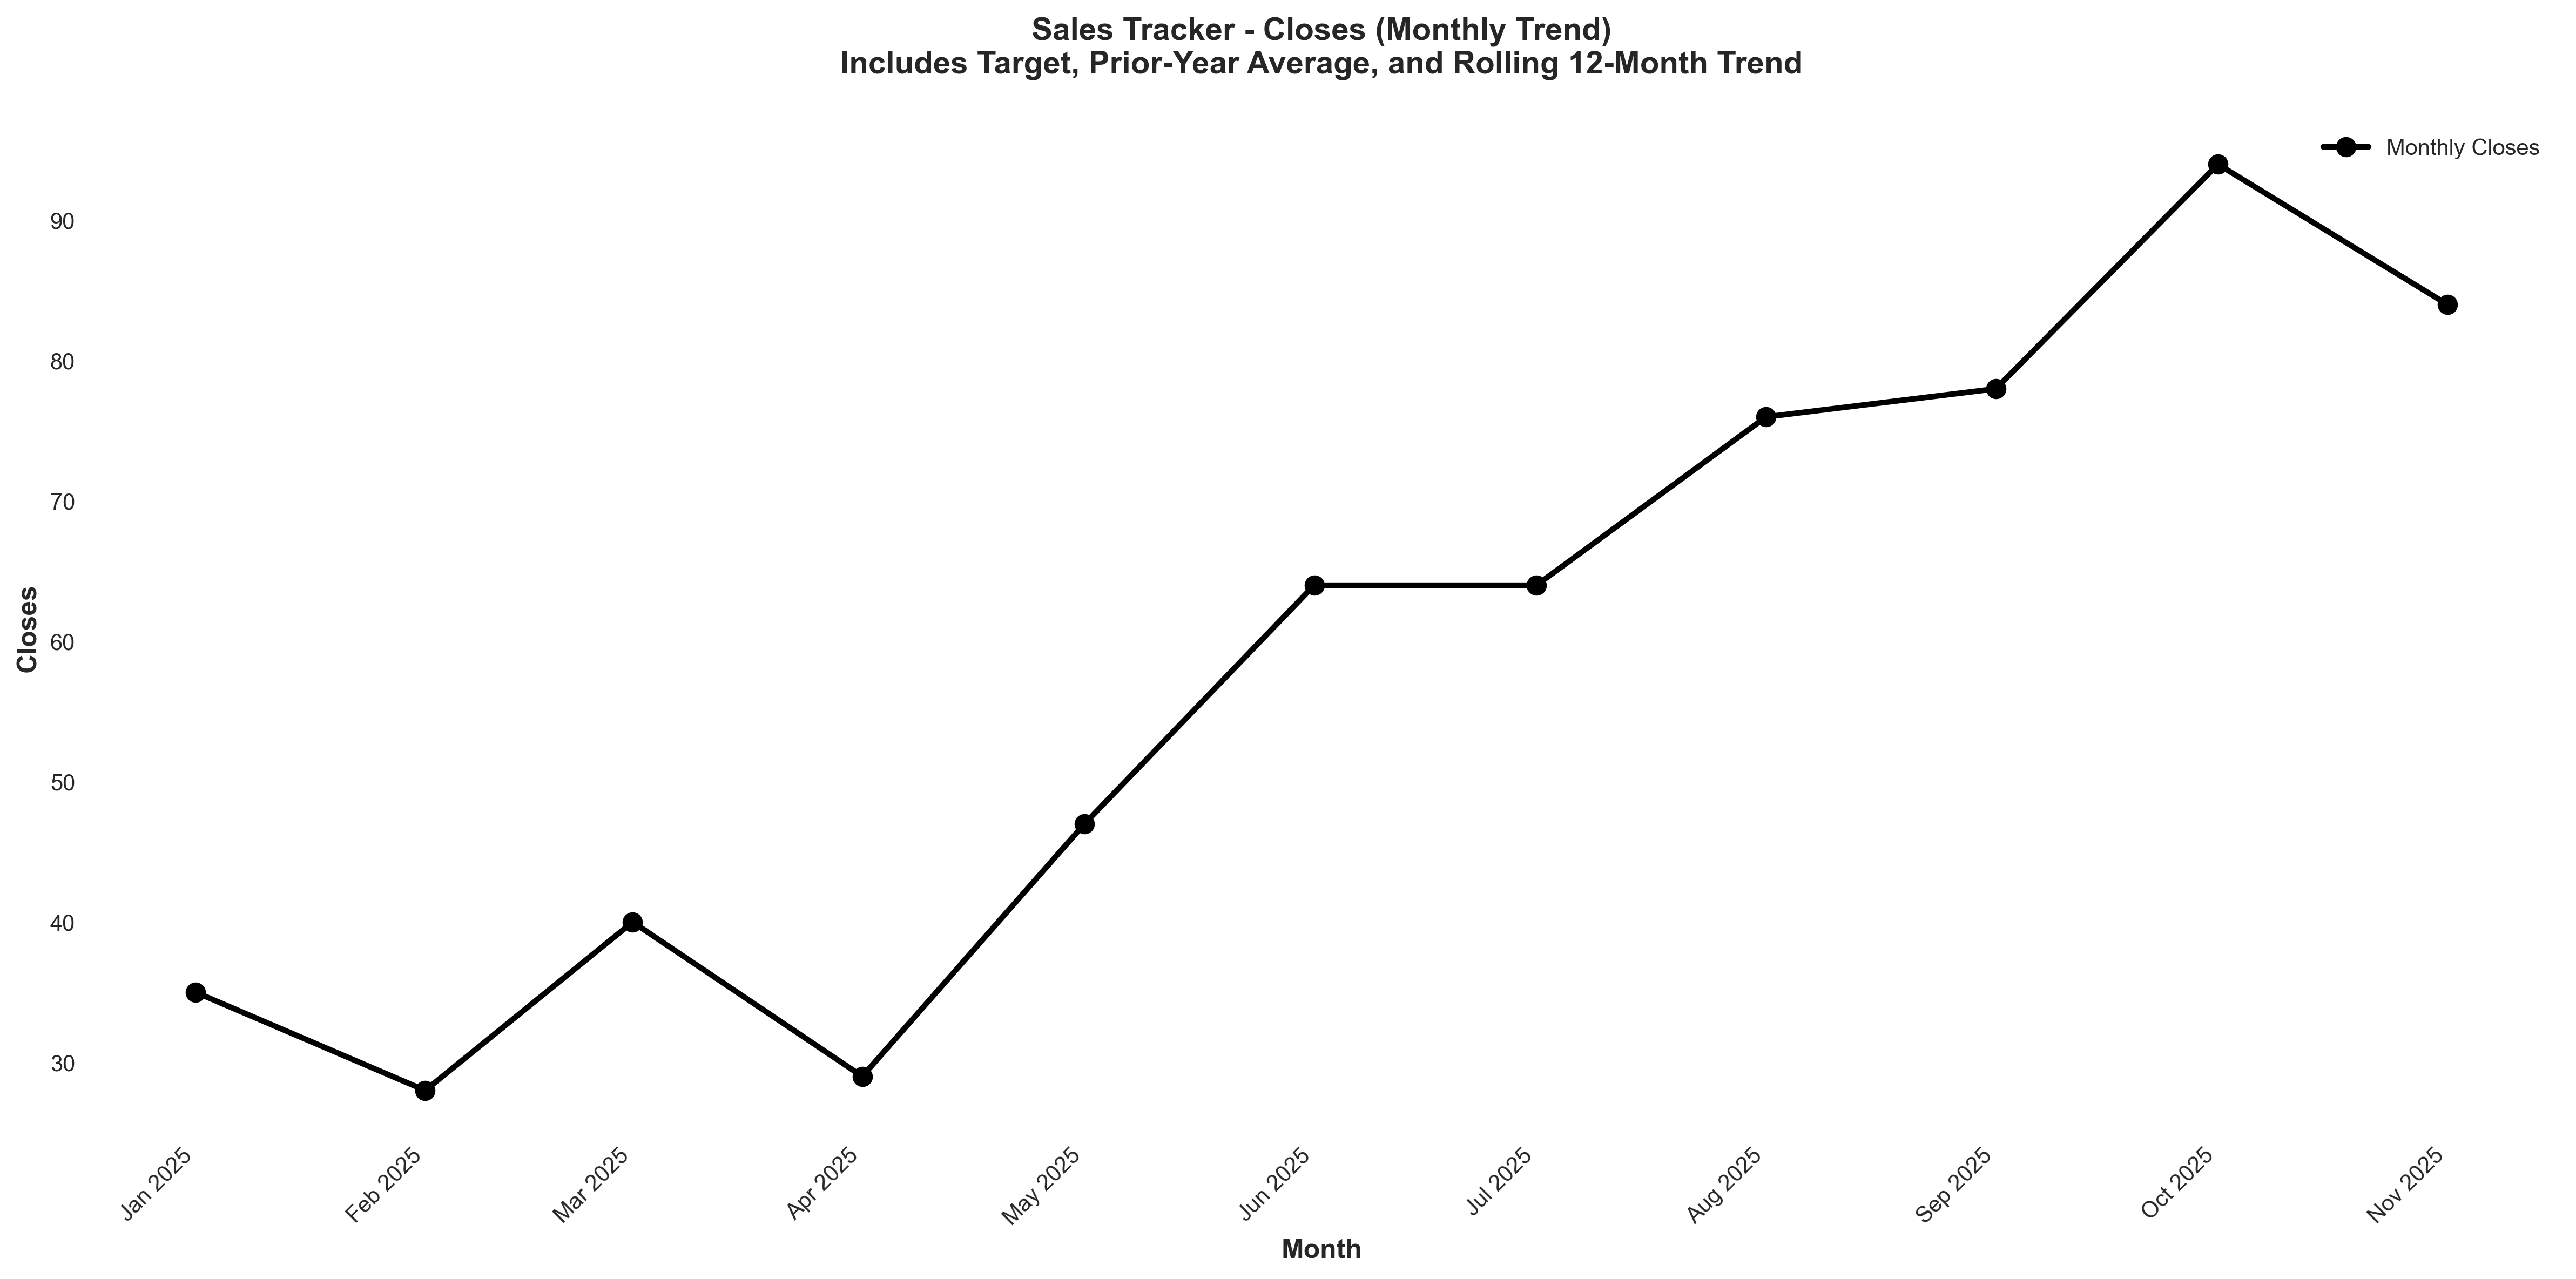 Sales Tracker - Closes (Monthly Trend)
Includes Target, Prior-Year Average, and Rolling 12-Month Trend
Monthly Closes
90
80
70
60
50
40
30
Closes
Jan 2025
Feb 2025
Mar 2025
Apr 2025
May 2025
Jun 2025
Jul 2025
Aug 2025
Sep 2025
Oct 2025
Nov 2025
Month